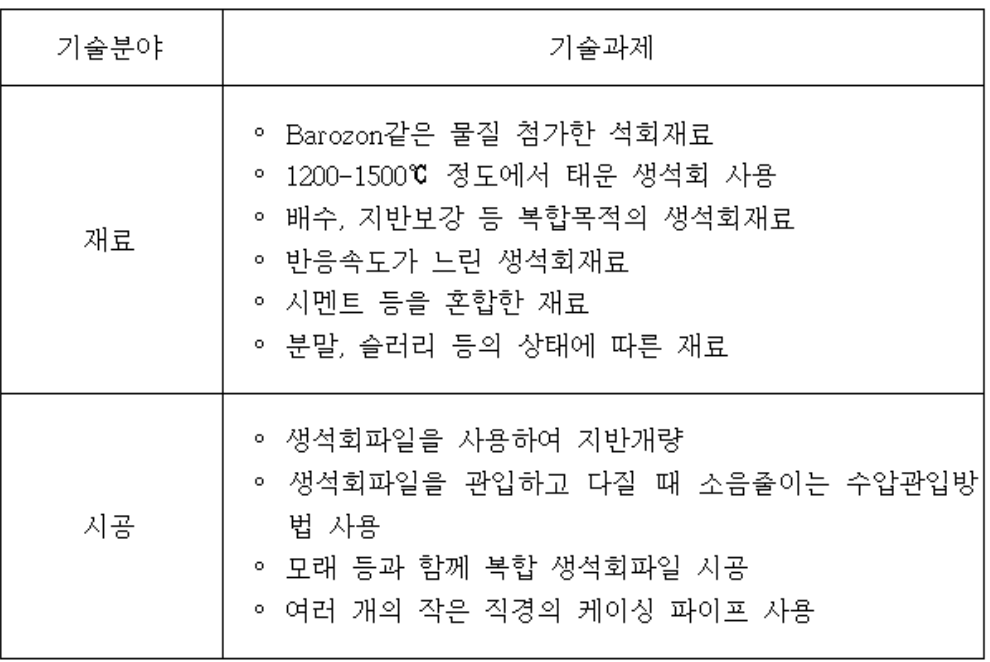 기술분야 기술과제
◦ Barozon같은 물질 첨가한 석회재료
◦ 1200-1500℃ 정도에서 태운 생석회 사용
◦ 배수, 지반보강 등 복합목적의 생석회재료
재료
◦ 반응속도가 느린 생석회재료
◦ 시멘트 등을 혼합한 재료
◦ 분말, 슬러리 등의 상태에 따른 재료
◦ 생석회파일을 사용하여 지반개량
◦ 생석회파일을 관입하고 다질 때 소음줄이는 수압관입방
법 사용
시공
◦ 모래 등과 함께 복합 생석회파일 시공
◦ 여러 개의 작은 직경의 케이싱 파이프 사용